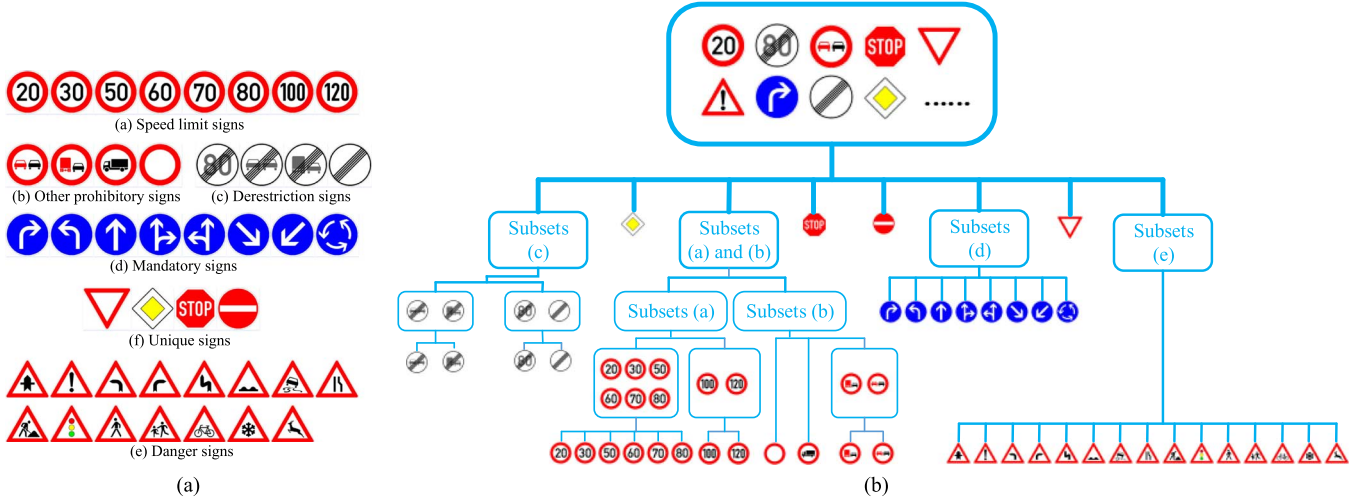 20 30 50 60 70 80 100 120
(a) Speed limit signs
(b) Other prohibitory signs
80
(c) Derestriction signs
(d) Mandatory signs
STOP
(f) Unique signs
!
(e) Danger signs
(a)
20 80 STOP
! ......
STOP
Subsets
(c)
Subsets
(a) and (b)
Subsets
(d)
Subsets
(e)
80
Subsets (a)
Subsets (b)
80
20 30 50
60 70 80
100 120
20 30 50 60 70 80 100 120
!
(b)